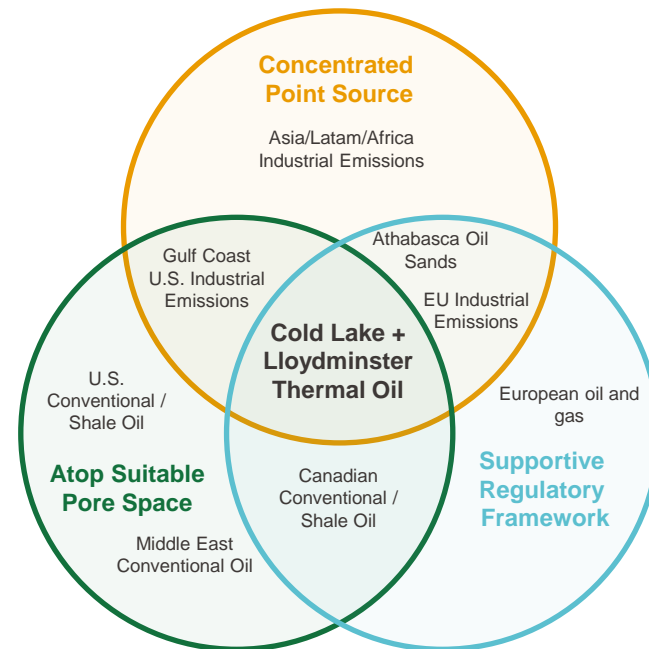 Concentrated
Point Source
Asia/Latam/Africa
Industrial Emissions
Gulf Coast
U.S. Industrial
Emissions
Athabasca Oil
Sands
EU Industrial
Emissions
Cold Lake +
Lloydminster
Thermal Oil
U.S.
Conventional /
Shale Oil
European oil and
gas
Atop Suitable
Pore Space
Canadian
Conventional /
Shale Oil
Supportive
Regulatory
Framework
Middle East
Conventional Oil